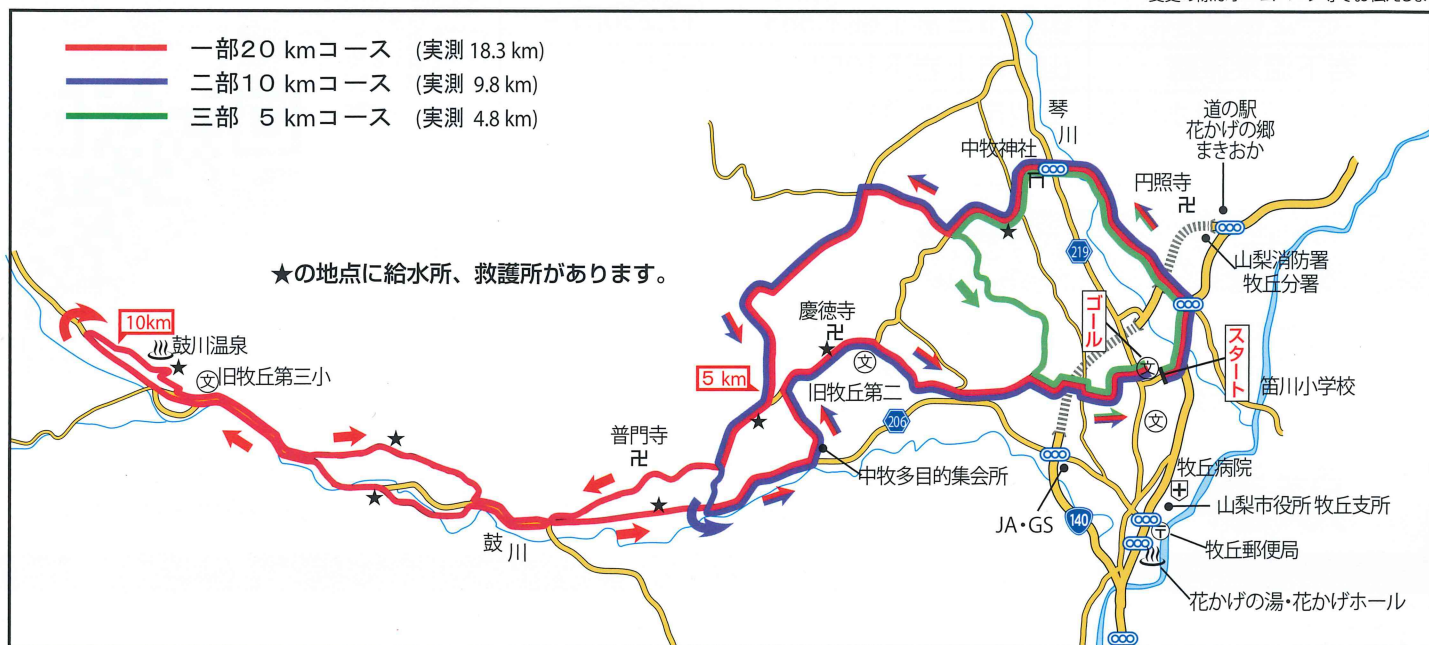 一部20 kmコース (実測 18.3 km)
二部10 kmコース (実測 9.8 km)
三部 5 kmコース (実測 4.8 km)
★の地点に給水所、救護所があります。
琴川
中牧神社
道の駅
花かげの郷
まきおか
円照寺
山梨消防署
牧丘分署
219
ゴール
スタート
文
笛川小学校
文
慶徳寺
文
旧牧丘第二
5 km
206
10km
鼓川温泉
文
旧牧丘第三小
普門寺
中牧多目的集会所
鼓川
JA・GS
140
牧丘病院
山梨市役所 牧丘支所
牧丘郵便局
花かげの湯・花かげホール